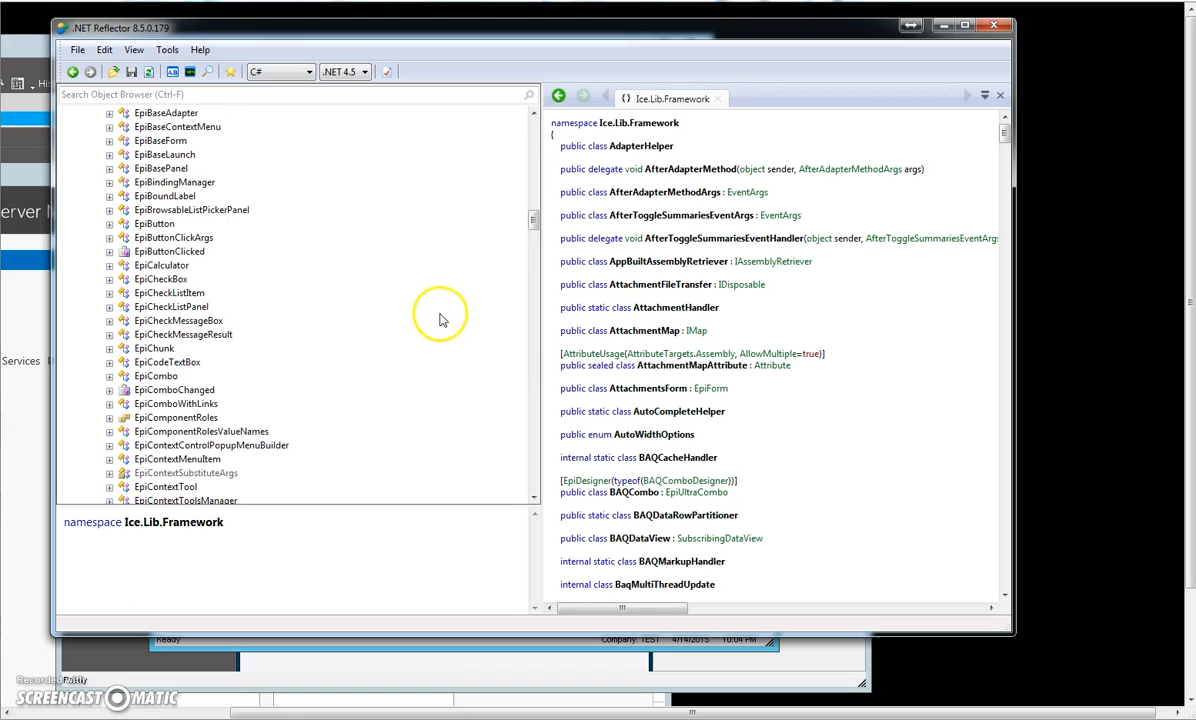 .NET Reflector 8.5.0.179
File Edit View Tools Help
C# .NET 4.5
Search Object Browser (Ctrl-F)
EpiBaseAdapter
EpiBaseContextMenu
EpiBaseForm
EpiBaseLaunch
EpiBasePanel
EpiBindingManager
EpiBoundLabel
EpiBrowsableListPickerPanel
EpiButton
EpiButtonClickArgs
EpiButtonClicked
EpiCalculator
EpiCheckBox
EpiCheckListItem
EpiCheckListPanel
EpiCheckMessageBox
EpiCheckMessageResult
EpiChunk
EpiCodeTextBox
EpiCombo
EpiComboChanged
EpiComboWithLinks
EpiComponentRoles
EpiComponentRolesValueNames
EpiContextControlPopupMenuBuilder
EpiContextMenuItem
EpiContextSubstituteArgs
EpiContextTool
EpiContextToolsManager
namespace Ice.Lib.Framework
{} Ice.Lib.Framework
namespace Ice.Lib.Framework
{
public class AdapterHelper
public delegate void AfterAdapterMethod(object sender, AfterAdapterMethodArgs args)
public class AfterAdapterMethodArgs : EventArgs
public class AfterToggleSummariesEventArgs : EventArgs
public delegate void AfterToggleSummariesEventHandler(object sender, AfterToggleSummariesEventArgs
public class AppBuiltAssemblyRetriever : IAssemblyRetriever
public class AttachmentFileTransfer : IDisposable
public static class AttachmentHandler
public class AttachmentMap : IMap
[AttributeUsage(AttributeTargets.Assembly, AllowMultiple=true)]
public sealed class AttachmentMapAttribute : Attribute
public class AttachmentsForm : EpiForm
public static class AutoCompleteHelper
public enum AutoWidthOptions
internal static class BAQCacheHandler
[EpiDesigner(typeof(BAQComboDesigner))]
public class BAQCombo : EpiUltraCombo
public static class BAQDataRowPartitioner
public class BAQDataView : SubscribingDataView
internal static class BAQMarkupHandler
internal class BaqMultiThreadUpdate
Hi
erver M
Services
Ready Company: TEST 4/14/2015 10:04 PM
Recorded with
SCREENCAST MATIC